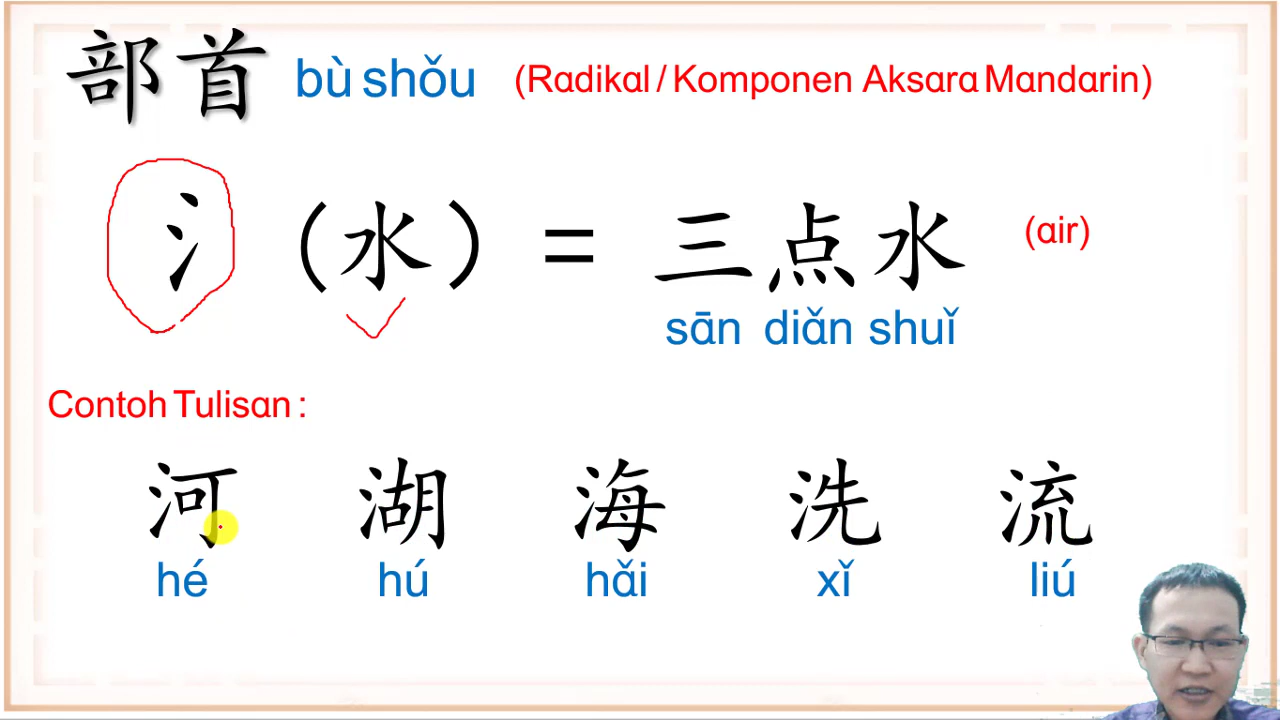 部首 bù shǒu (Radikal / Komponen Aksara Mandarin)
氵(水) = 三点水 (air)
sān diǎn shuǐ
Contoh Tulisan :
河 湖 海 洗 流
hé hú hǎi xǐ liú